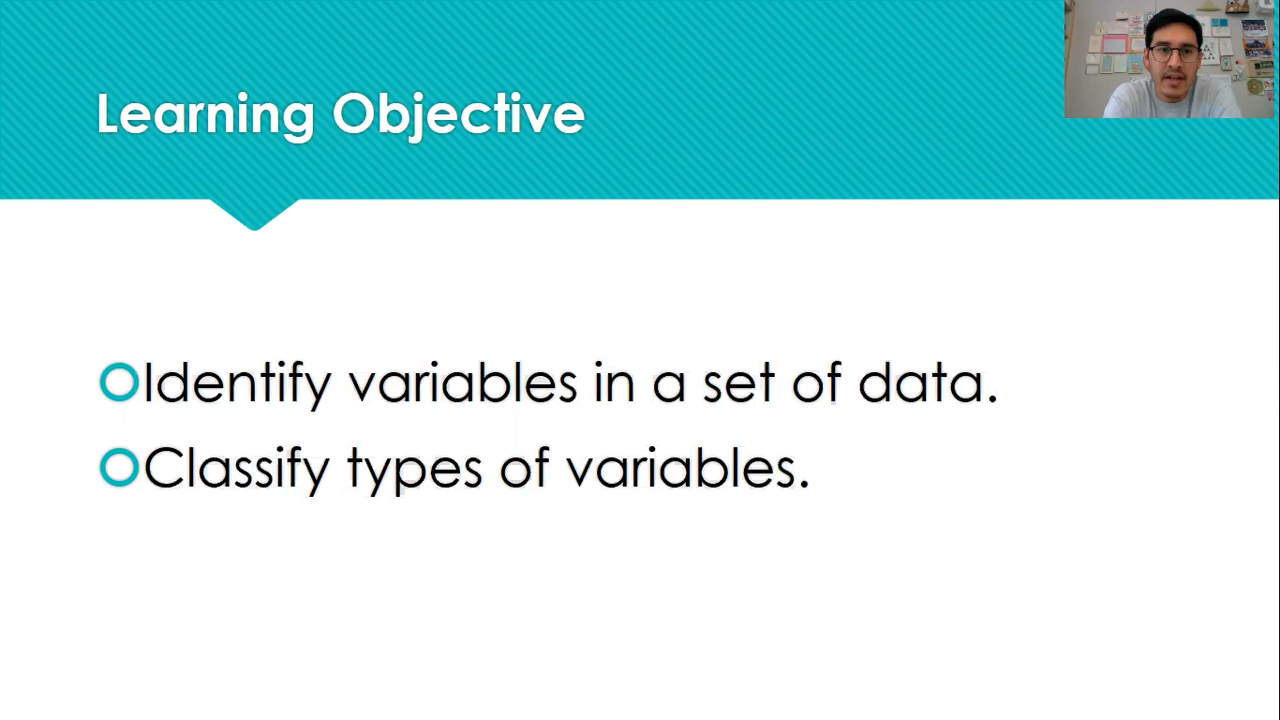 Learning Objective
Identify variables in a set of data.
Classify types of variables.